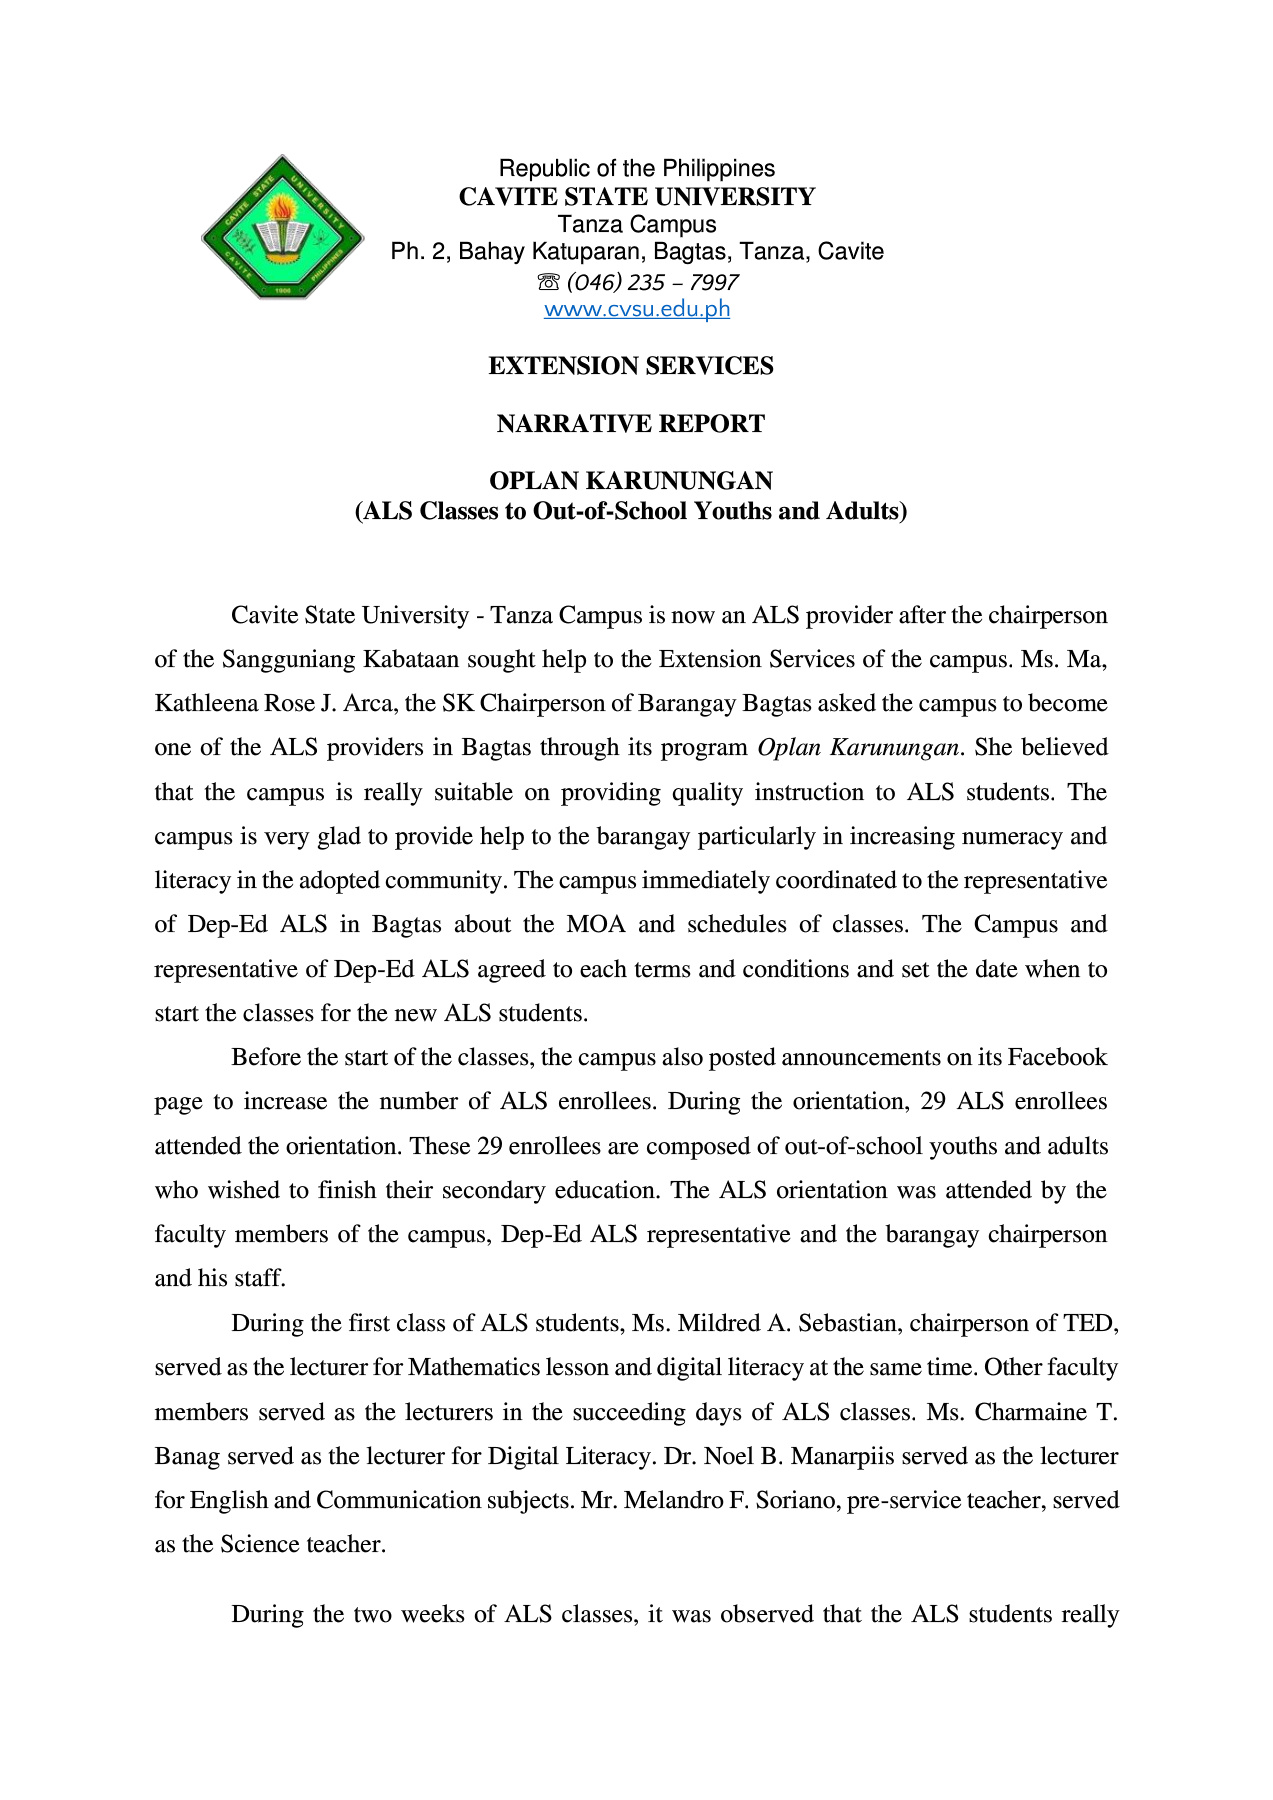 Republic of the Philippines
CAVITE STATE UNIVERSITY
Tanza Campus
Ph. 2, Bahay Katuparan, Bagtas, Tanza, Cavite
☏ (046) 235 – 7997
www.cvsu.edu.ph
CAVITE STATE UNIVERSITY
CAVITE
PHILIPPINES
1906
EXTENSION SERVICES
NARRATIVE REPORT
OPLAN KARUNUNGAN
(ALS Classes to Out-of-School Youths and Adults)
Cavite State University - Tanza Campus is now an ALS provider after the chairperson
of the Sangguniang Kabataan sought help to the Extension Services of the campus. Ms. Ma,
Kathleena Rose J. Arca, the SK Chairperson of Barangay Bagtas asked the campus to become
one of the ALS providers in Bagtas through its program Oplan Karunungan. She believed
that the campus is really suitable on providing quality instruction to ALS students. The
campus is very glad to provide help to the barangay particularly in increasing numeracy and
literacy in the adopted community. The campus immediately coordinated to the representative
of Dep-Ed ALS in Bagtas about the MOA and schedules of classes. The Campus and
representative of Dep-Ed ALS agreed to each terms and conditions and set the date when to
start the classes for the new ALS students.
Before the start of the classes, the campus also posted announcements on its Facebook
page to increase the number of ALS enrollees. During the orientation, 29 ALS enrollees
attended the orientation. These 29 enrollees are composed of out-of-school youths and adults
who wished to finish their secondary education. The ALS orientation was attended by the
faculty members of the campus, Dep-Ed ALS representative and the barangay chairperson
and his staff.
During the first class of ALS students, Ms. Mildred A. Sebastian, chairperson of TED,
served as the lecturer for Mathematics lesson and digital literacy at the same time. Other faculty
members served as the lecturers in the succeeding days of ALS classes. Ms. Charmaine T.
Banag served as the lecturer for Digital Literacy. Dr. Noel B. Manarpiis served as the lecturer
for English and Communication subjects. Mr. Melandro F. Soriano, pre-service teacher, served
as the Science teacher.
During the two weeks of ALS classes, it was observed that the ALS students really